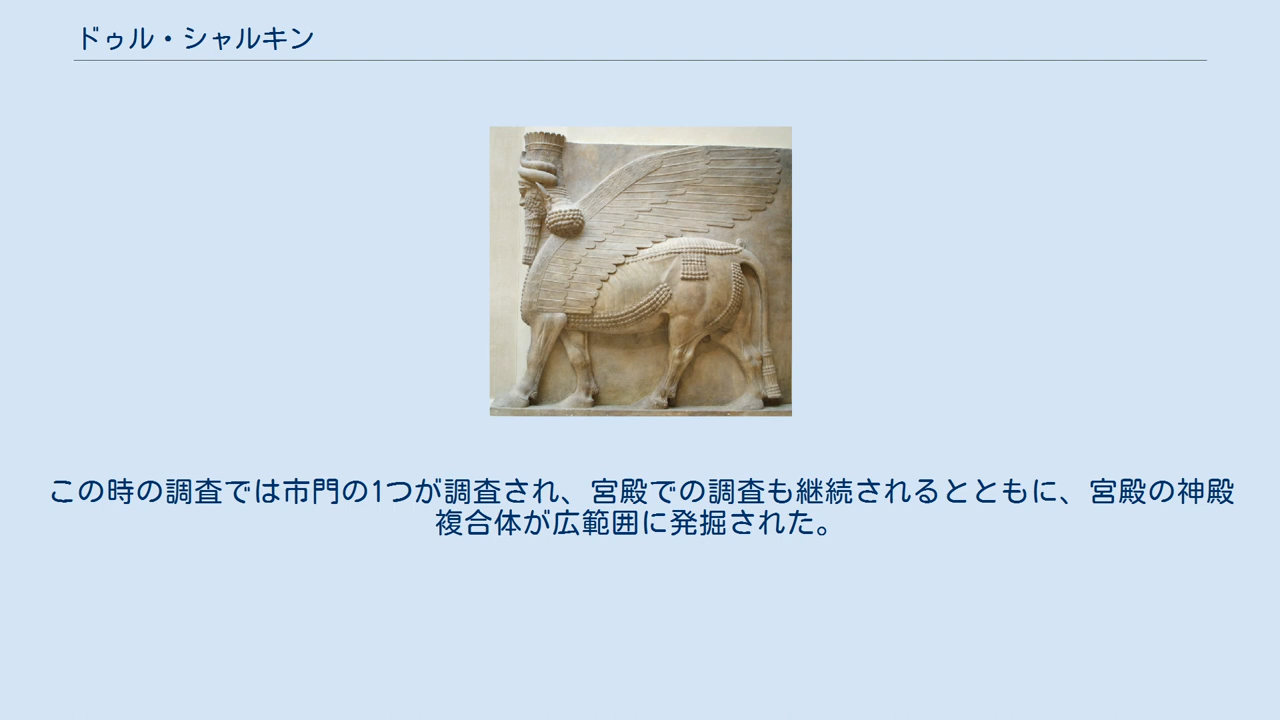 ドゥル・シャルキン
この時の調査では市門の1つが調査され、宮殿での調査も継続されるとともに、宮殿の神殿
複合体が広範囲に発掘された。